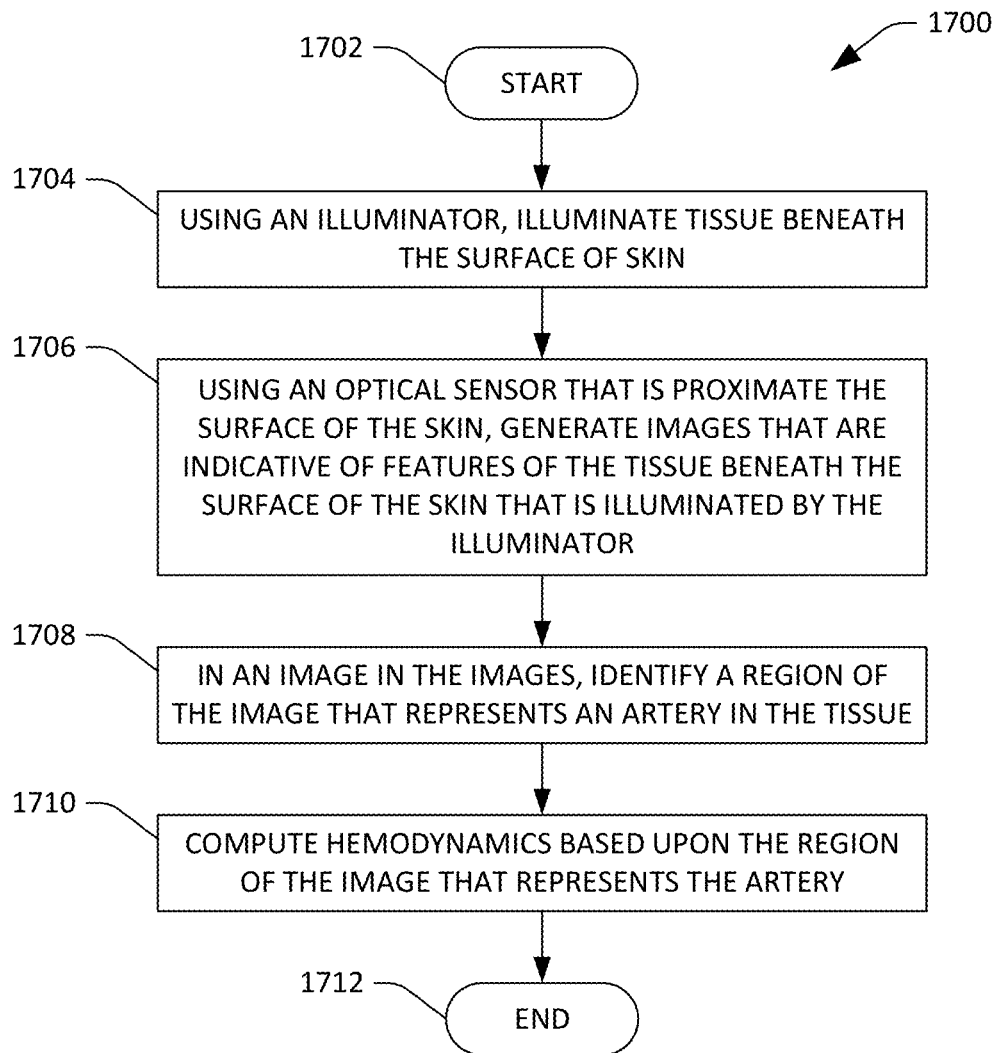 1700
1702
START
1704
USING AN ILLUMINATOR, ILLUMINATE TISSUE BENEATH
THE SURFACE OF SKIN
1706
USING AN OPTICAL SENSOR THAT IS PROXIMATE THE
SURFACE OF THE SKIN, GENERATE IMAGES THAT ARE
INDICATIVE OF FEATURES OF THE TISSUE BENEATH THE
SURFACE OF THE SKIN THAT IS ILLUMINATED BY THE
ILLUMINATOR
1708
IN AN IMAGE IN THE IMAGES, IDENTIFY A REGION OF
THE IMAGE THAT REPRESENTS AN ARTERY IN THE TISSUE
1710
COMPUTE HEMODYNAMICS BASED UPON THE REGION
OF THE IMAGE THAT REPRESENTS THE ARTERY
1712
END